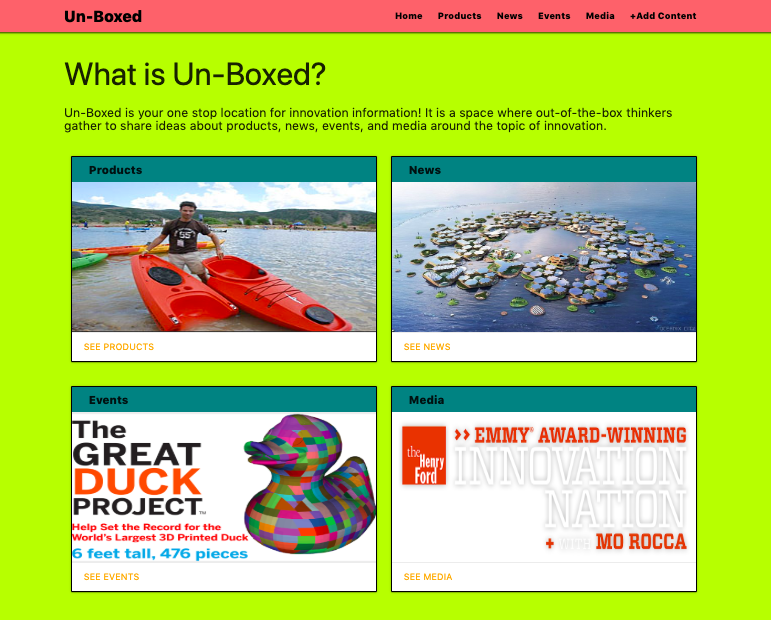 Un-Boxed
Home Products News Events Media +Add Content
What is Un-Boxed?
Un-Boxed is your one stop location for innovation information! It is a space where out-of-the-box thinkers
gather to share ideas about products, news, events, and media around the topic of innovation.
Products
SEE PRODUCTS
News
SEE NEWS
Events
The
GREAT
DUCK
PROJECT™
Help Set the Record for the
World's Largest 3D Printed Duck
6 feet tall, 476 pieces
SEE EVENTS
Media
the
Henry
Ford
>> EMMY® AWARD-WINNING
INNOVATION
NATION
+ WITH MO ROCCA
SEE MEDIA